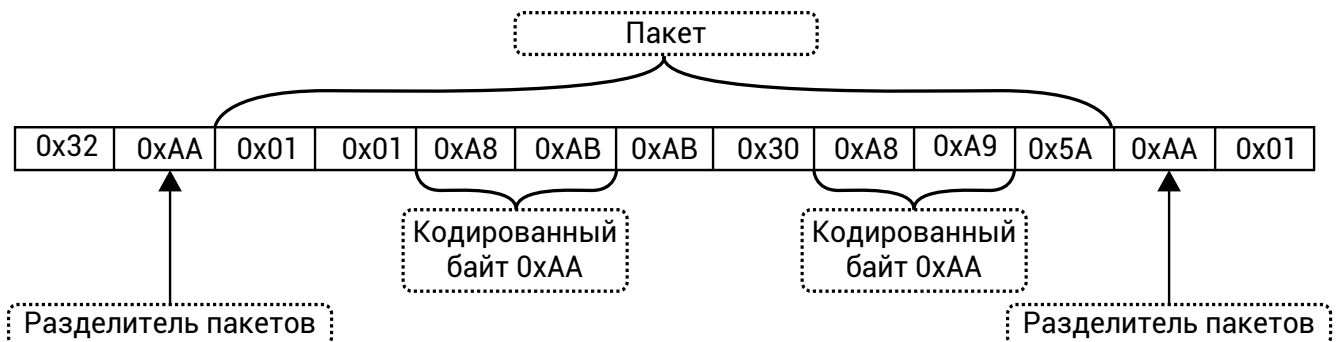 Пакет
0x32 0xAA 0x01 0x01 0xA8 0xAB 0xAB 0x30 0xA8 0xA9 0x5A 0xAA 0x01
Кодированный
байт 0xAA
Кодированный
байт 0xAA
Разделитель пакетов
Разделитель пакетов